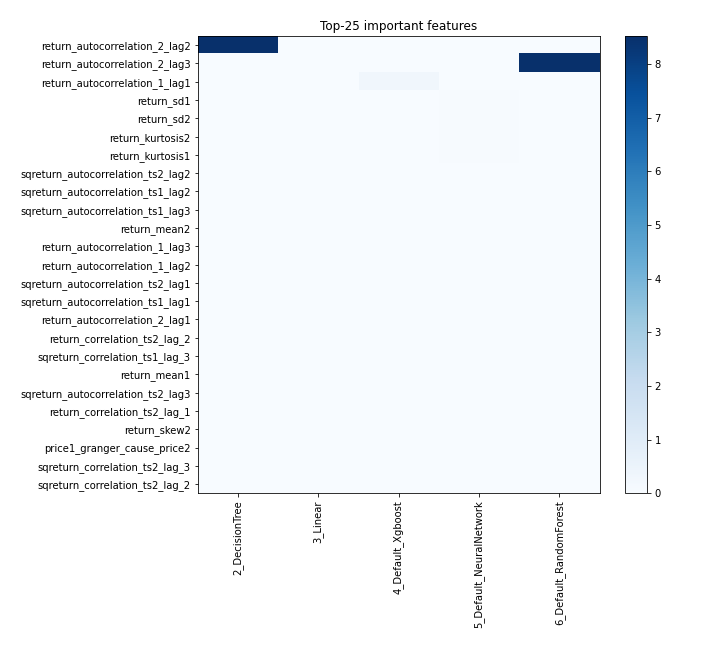 Top-25 important features
return_autocorrelation_2_lag2
return_autocorrelation_2_lag3
return_autocorrelation_1_lag1
return_sd1
return_sd2
return_kurtosis2
return_kurtosis1
sqreturn_autocorrelation_ts2_lag2
sqreturn_autocorrelation_ts1_lag2
sqreturn_autocorrelation_ts1_lag3
return_mean2
return_autocorrelation_1_lag3
return_autocorrelation_1_lag2
sqreturn_autocorrelation_ts2_lag1
sqreturn_autocorrelation_ts1_lag1
return_autocorrelation_2_lag1
return_correlation_ts2_lag_2
sqreturn_correlation_ts1_lag_3
return_mean1
sqreturn_autocorrelation_ts2_lag3
return_correlation_ts2_lag_1
return_skew2
price1_granger_cause_price2
sqreturn_correlation_ts2_lag_3
sqreturn_correlation_ts2_lag_2
2_DecisionTree
3_Linear
4_Default_Xgboost
5_Default_NeuralNetwork
6_Default_RandomForest
8
7
6
5
4
3
2
1
0